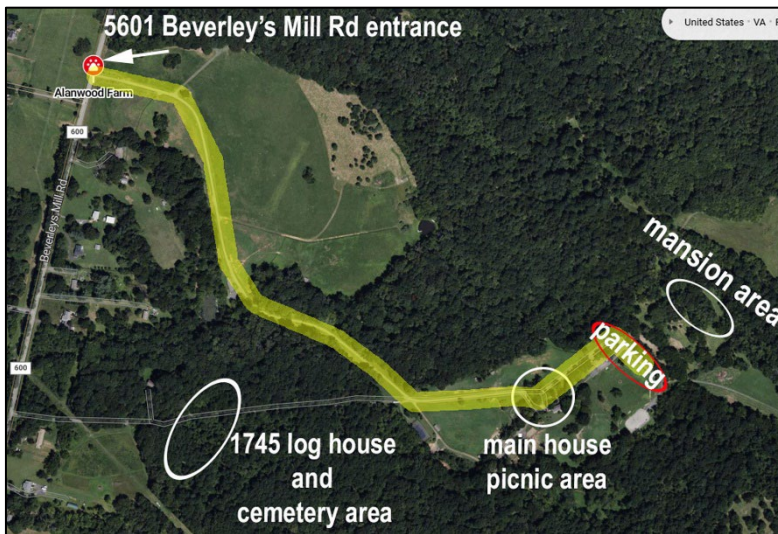 5601 Beverley's Mill Rd entrance
United States • VA •
Alanwood Farm
600
Beverleys Mill Rd
mansion area
parking
600
1745 log house
and
cemetery area
main house
picnic area